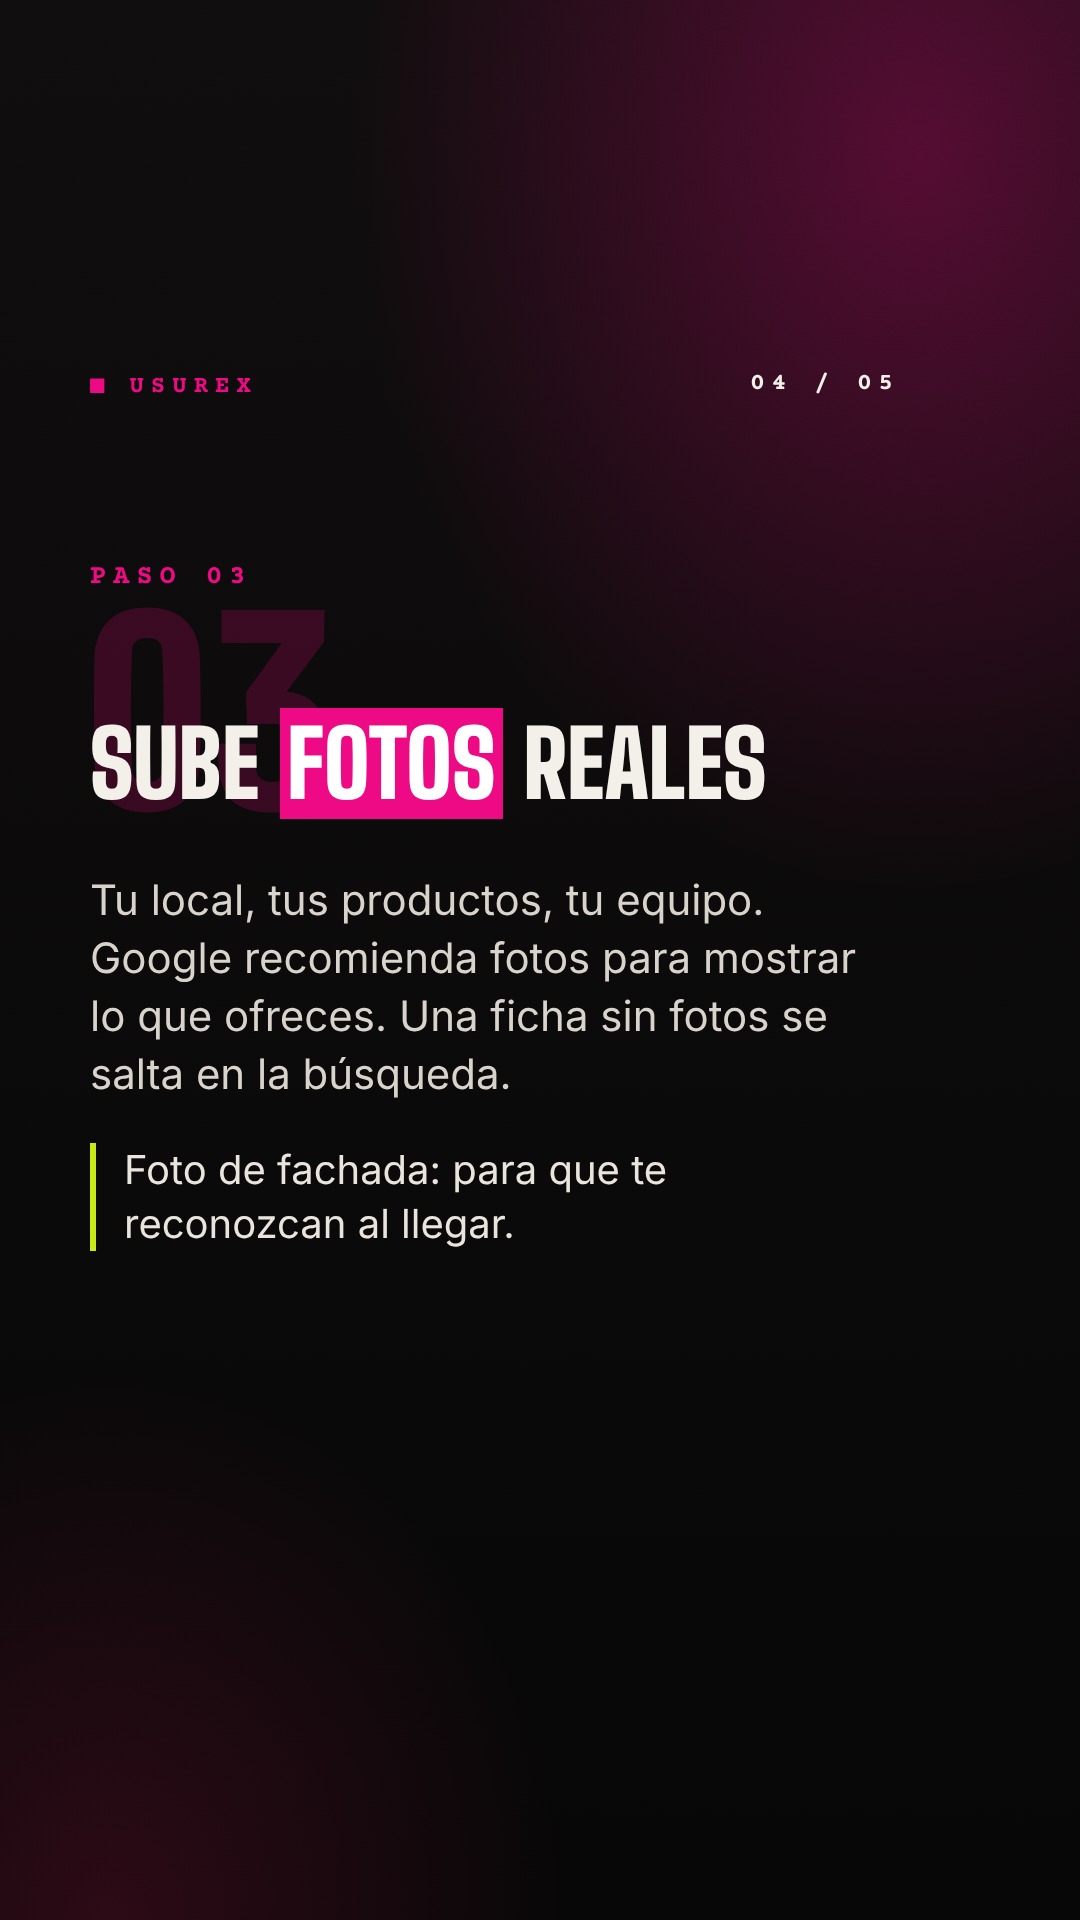 USUREX
04 / 05
PASO 03
03
SUBE FOTOS REALES
Tu local, tus productos, tu equipo.
Google recomienda fotos para mostrar
lo que ofreces. Una ficha sin fotos se
salta en la búsqueda.
Foto de fachada: para que te
reconozcan al llegar.